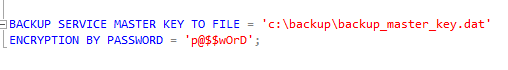 BACKUP SERVICE MASTER KEY TO FILE = 'c:\backup\backup_master_key.dat'
ENCRYPTION BY PASSWORD = 'p@$$wOrD';